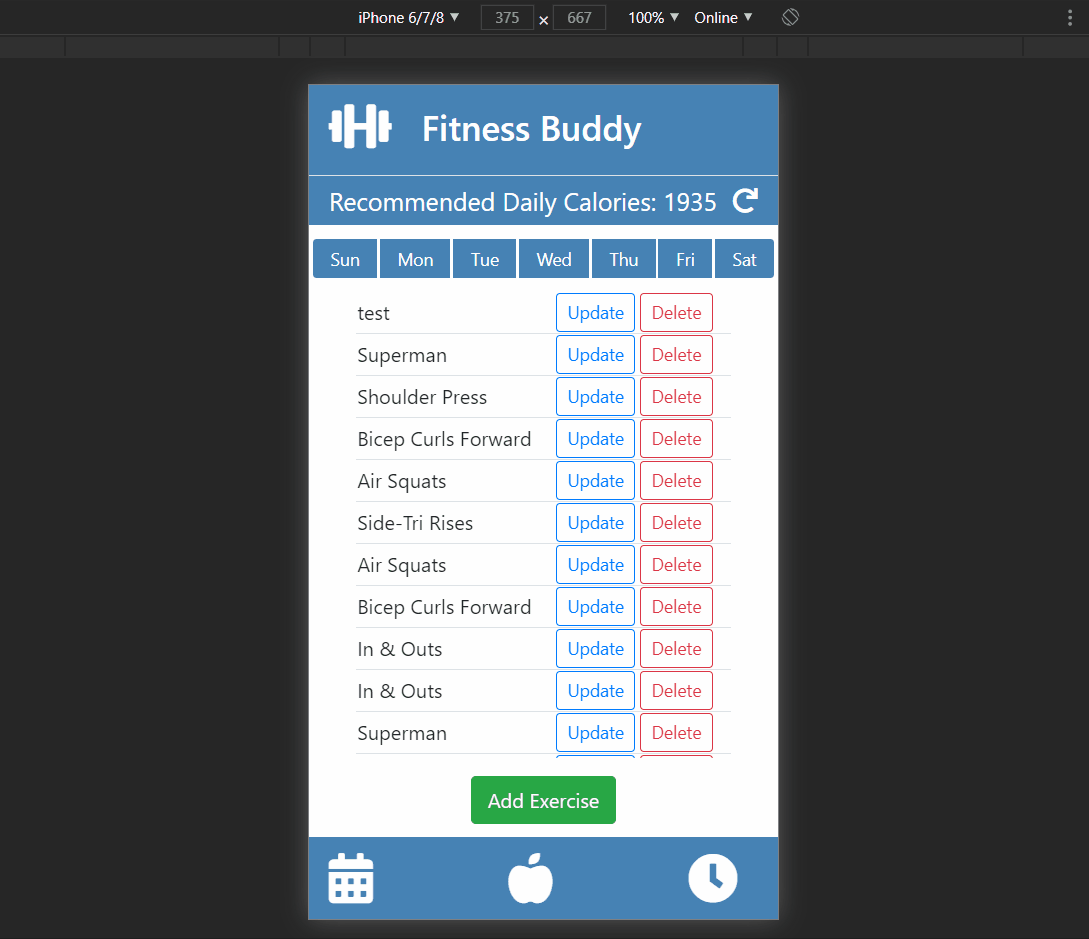 iPhone 6/7/8 ▼ 375 × 667 100% ▼ Online ▼
Fitness Buddy
Recommended Daily Calories: 1935
Sun Mon Tue Wed Thu Fri Sat
test Update Delete
Superman Update Delete
Shoulder Press Update Delete
Bicep Curls Forward Update Delete
Air Squats Update Delete
Side-Tri Rises Update Delete
Air Squats Update Delete
Bicep Curls Forward Update Delete
In & Outs Update Delete
In & Outs Update Delete
Superman Update Delete
Add Exercise